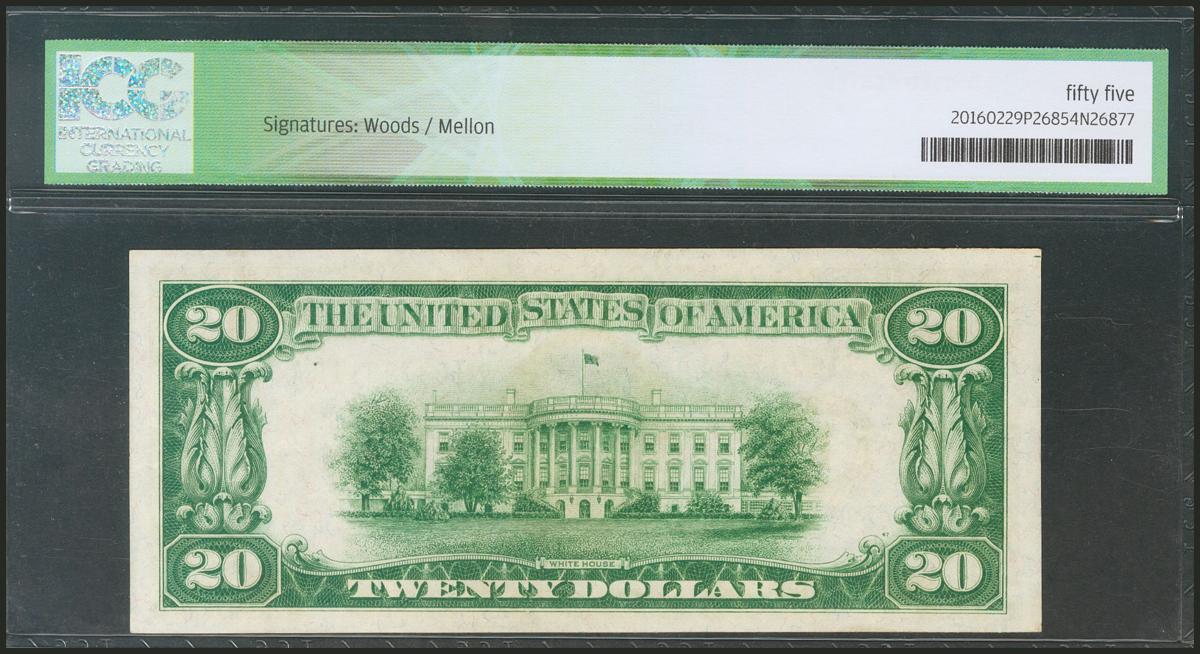 ICG
INTERNATIONAL
CURRENCY
GRADING
Signatures: Woods / Mellon
fifty five
20160229P26854N26877
20
THE UNITED STATES OF AMERICA
20
WHITE HOUSE
20
TWENTY DOLLARS
20